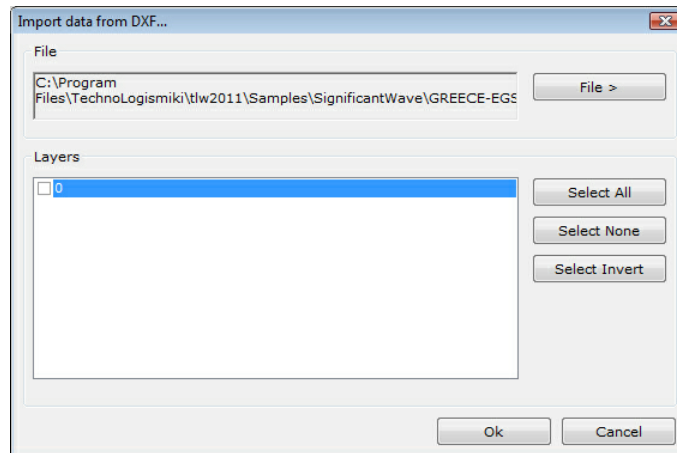 Import data from DXF...
File
C:\Program
Files\TechnoLogismiki\tlw2011\Samples\SignificantWave\GREECE-EGS
File >
Layers
0
Select All
Select None
Select Invert
Ok
Cancel